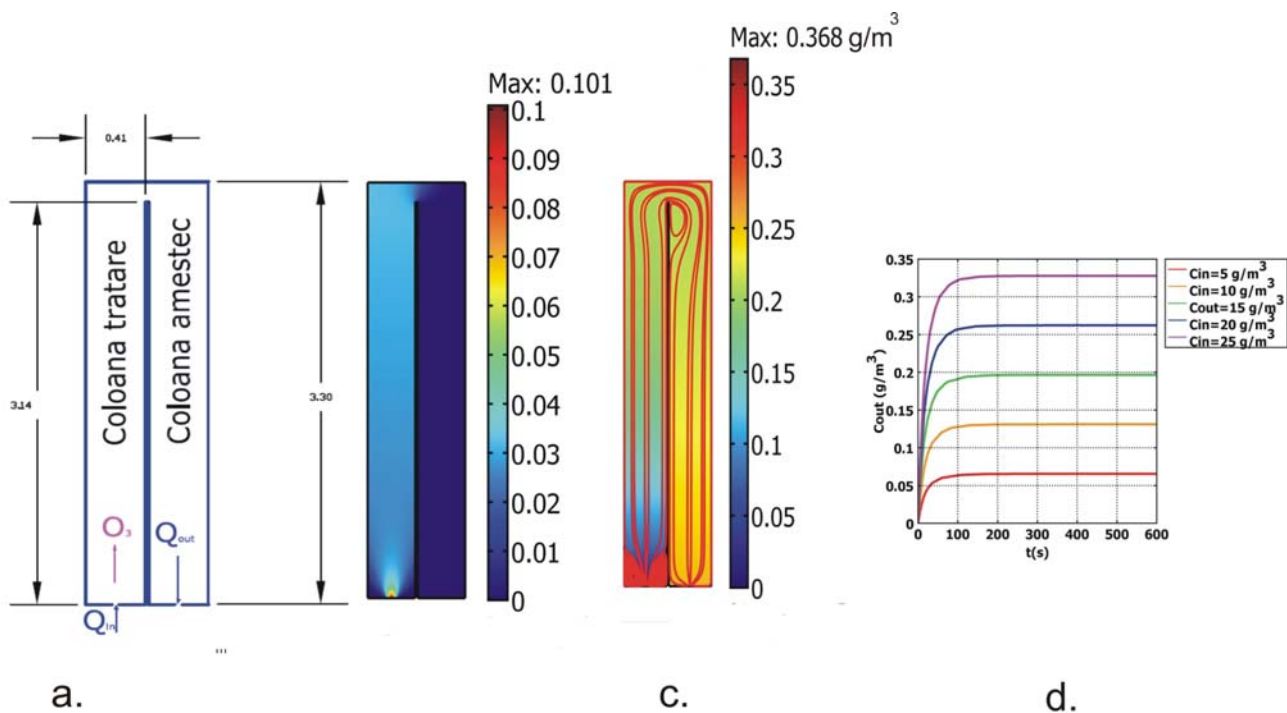 0.41
3.14
3.30
Coloana tratare
Coloana amestec
O3
Qout
Qin
Max: 0.101
0.1
0.09
0.08
0.07
0.06
0.05
0.04
0.03
0.02
0.01
0
Max: 0.368 g/m3
0.35
0.3
0.25
0.2
0.15
0.1
0.05
0
Cout (g/m3)
0.35
0.3
0.25
0.2
0.15
0.1
0.05
0
0 100 200 300 400 500 600
t(s)
Cin=5 g/m3
Cin=10 g/m3
Cout=15 g/m3
Cin=20 g/m3
Cin=25 g/m3
a.
c.
d.